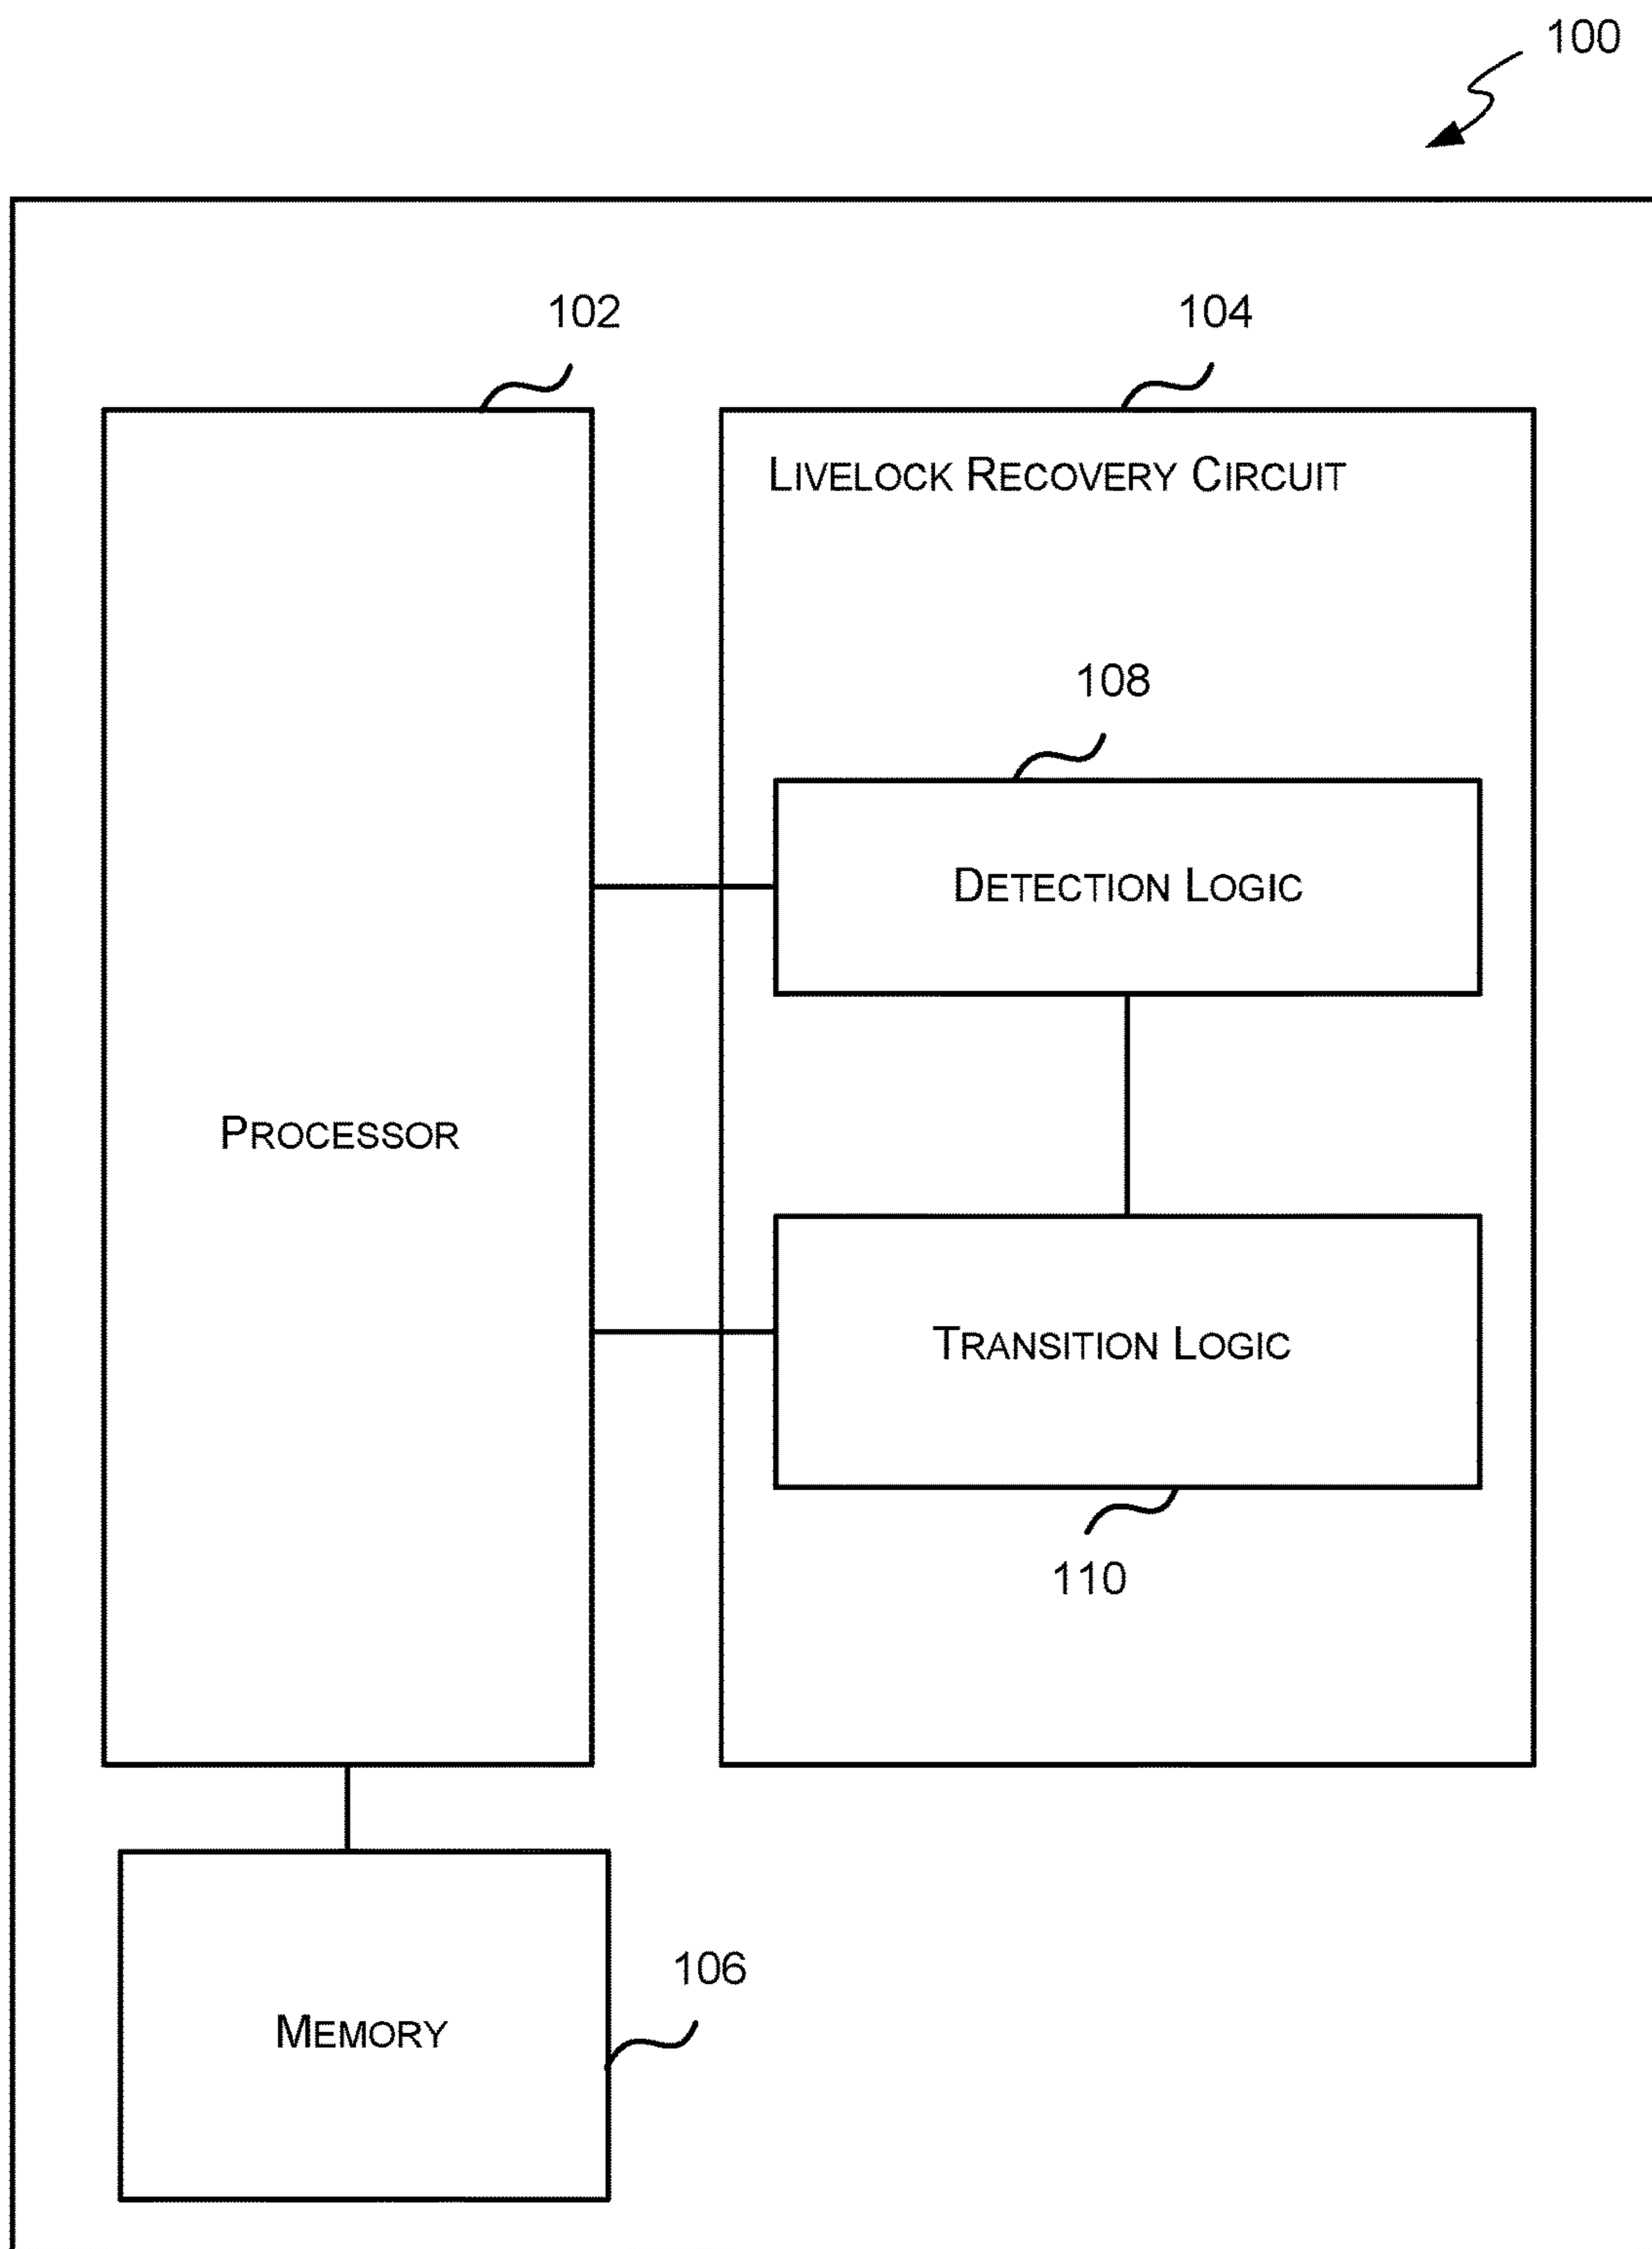 100
102
104
LIVELOCK RECOVERY CIRCUIT
108
DETECTION LOGIC
PROCESSOR
TRANSITION LOGIC
110
106
MEMORY